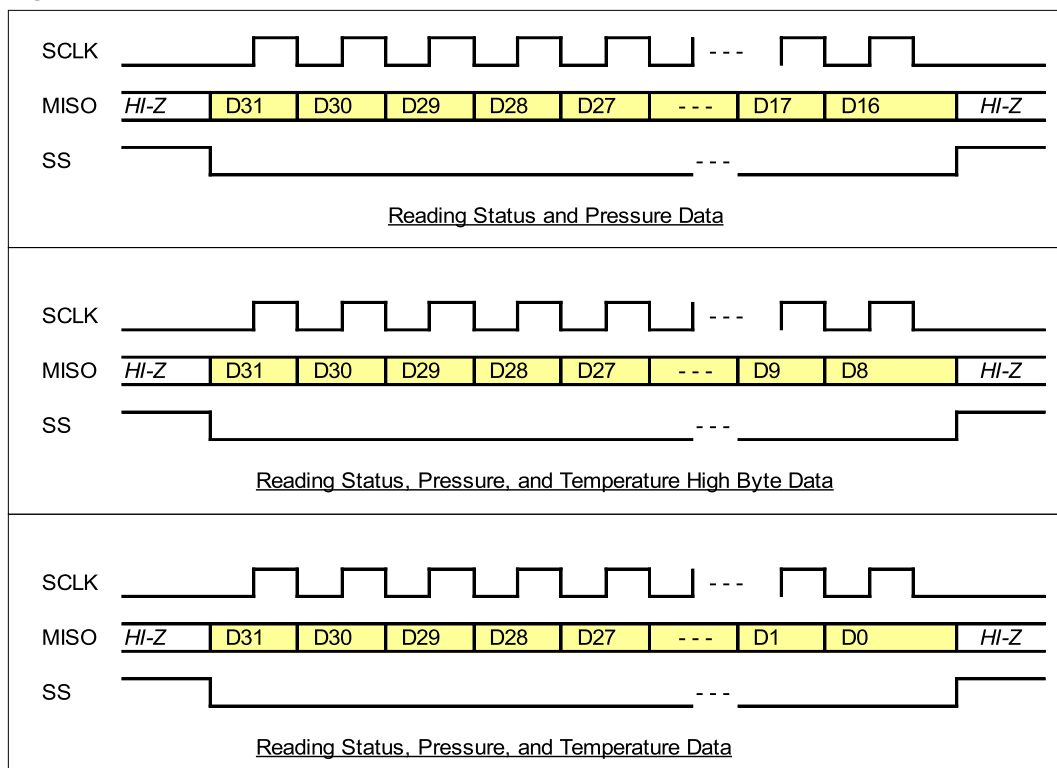 SCLK - - -
MISO HI-Z D31 D30 D29 D28 D27 - - - D17 D16 HI-Z
SS - - -
Reading Status and Pressure Data
SCLK - - -
MISO HI-Z D31 D30 D29 D28 D27 - - - D9 D8 HI-Z
SS - - -
Reading Status, Pressure, and Temperature High Byte Data
SCLK - - -
MISO HI-Z D31 D30 D29 D28 D27 - - - D1 D0 HI-Z
SS - - -
Reading Status, Pressure, and Temperature Data